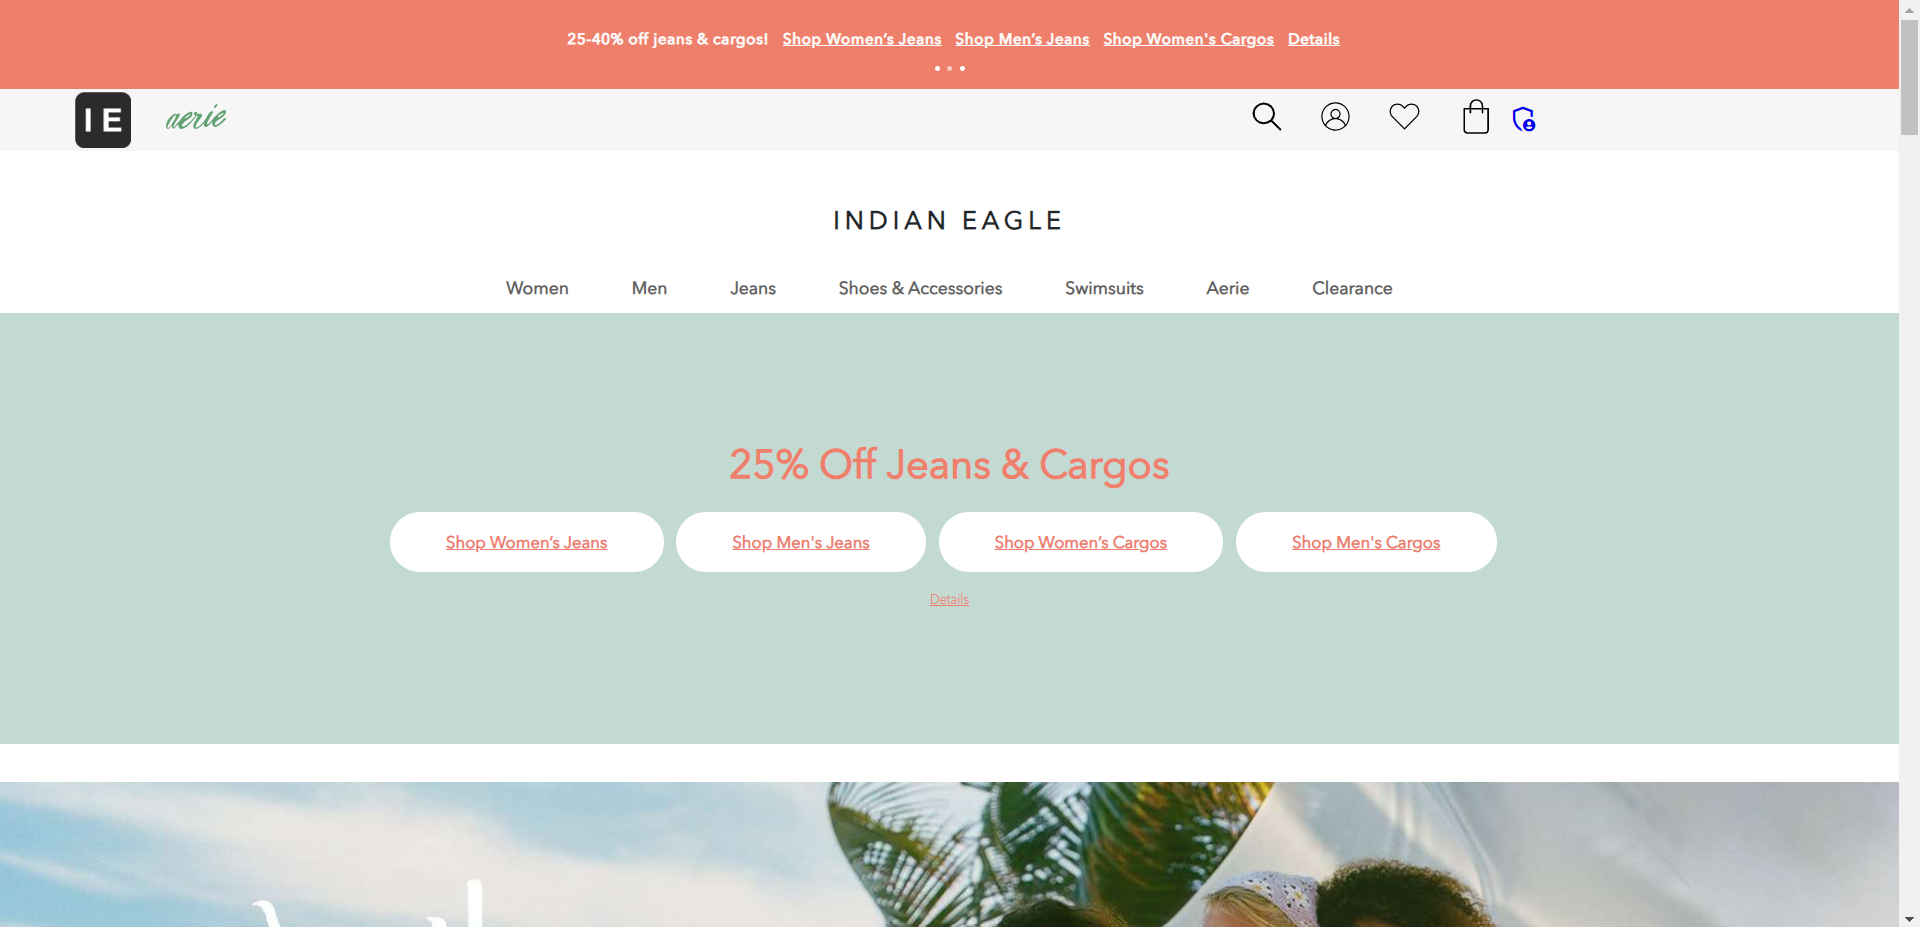 25-40% off jeans & cargos! Shop Women’s Jeans Shop Men’s Jeans Shop Women's Cargos Details
IE aerie
INDIAN EAGLE
Women Men Jeans Shoes & Accessories Swimsuits Aerie Clearance
25% Off Jeans & Cargos
Shop Women’s Jeans Shop Men's Jeans Shop Women’s Cargos Shop Men's Cargos
Details